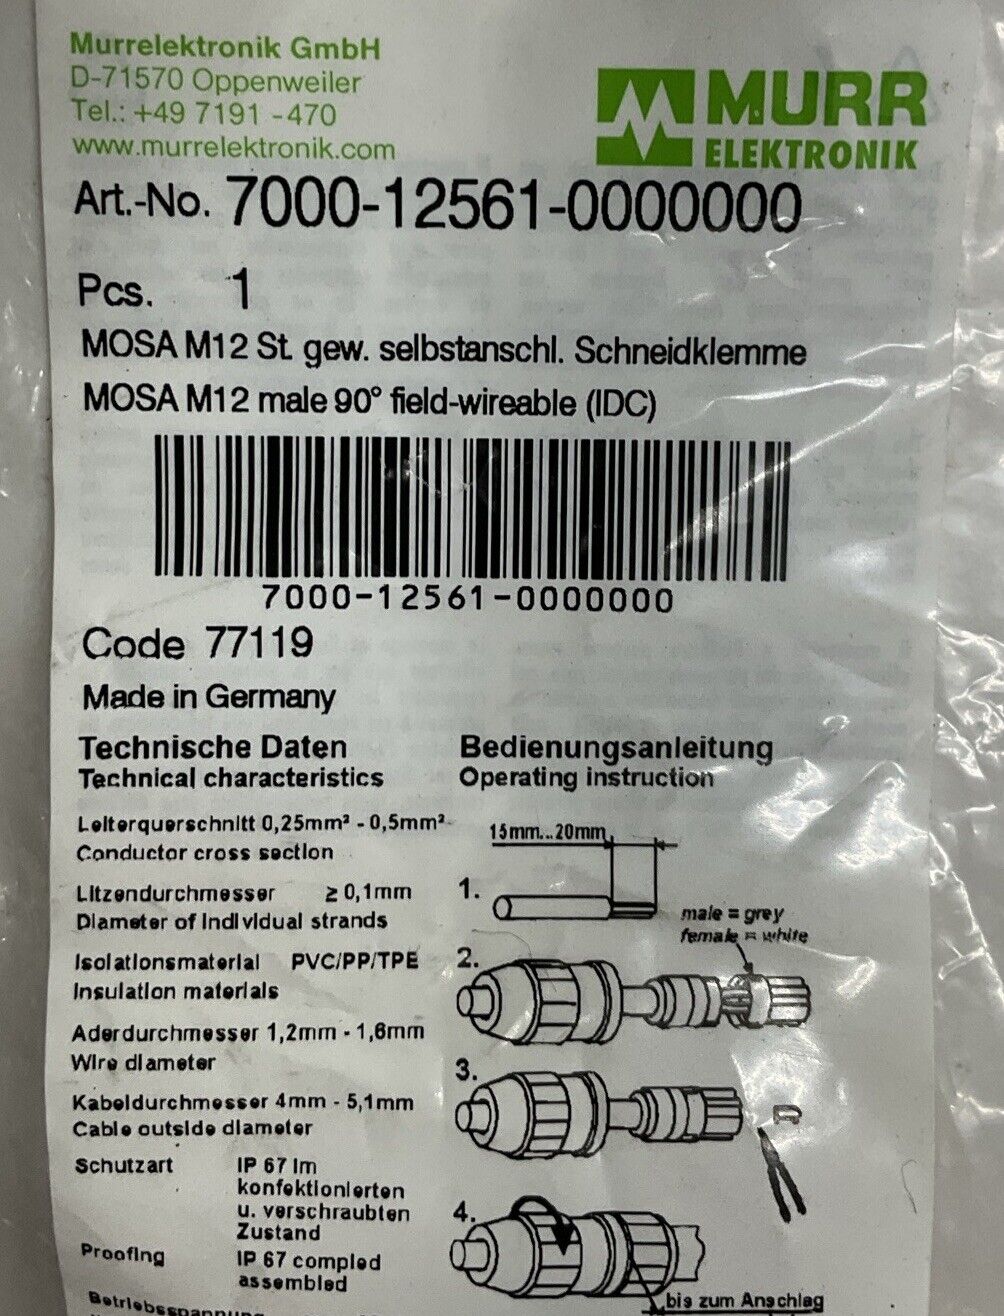 Murrelektronik GmbH
D-71570 Oppenweiler
Tel.: +49 7191 -470
www.murrelektronik.com
MURR
ELEKTRONIK
Art.-No. 7000-12561-0000000
Pcs. 1
MOSA M12 St. gew. selbstanschl. Schneidklemme
MOSA M12 male 90° field-wireable (IDC)
7000-12561-0000000
Code 77119
Made in Germany
Technische Daten
Technical characteristics
Leiterquerschnitt 0,25mm² - 0,5mm²
Conductor cross section
Litzendurchmesser ≥ 0,1mm
Diameter of individual strands
Isolationsmaterial PVC/PP/TPE
Insulation materials
Aderdurchmesser 1,2mm - 1,6mm
Wire diameter
Kabeldurchmesser 4mm - 5,1mm
Cable outside diameter
Schutzart IP 67 im
konfektionierten
u. verschraubten
Zustand
Proofing IP 67 compled
assembled
Betriebsspannung
Bedienungsanleitung
Operating instruction
15mm...20mm
1.
male = grey
female = white
2.
3.
4.
bis zum Anschlag